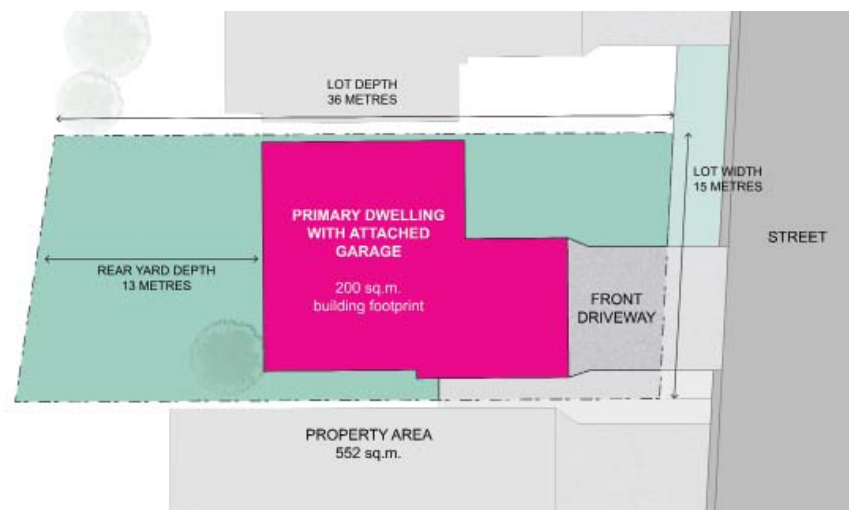 LOT DEPTH
36 METRES
LOT WIDTH
15 METRES
PRIMARY DWELLING
WITH ATTACHED
GARAGE
200 sq.m.
building footprint
REAR YARD DEPTH
13 METRES
STREET
FRONT
DRIVEWAY
PROPERTY AREA
552 sq.m.